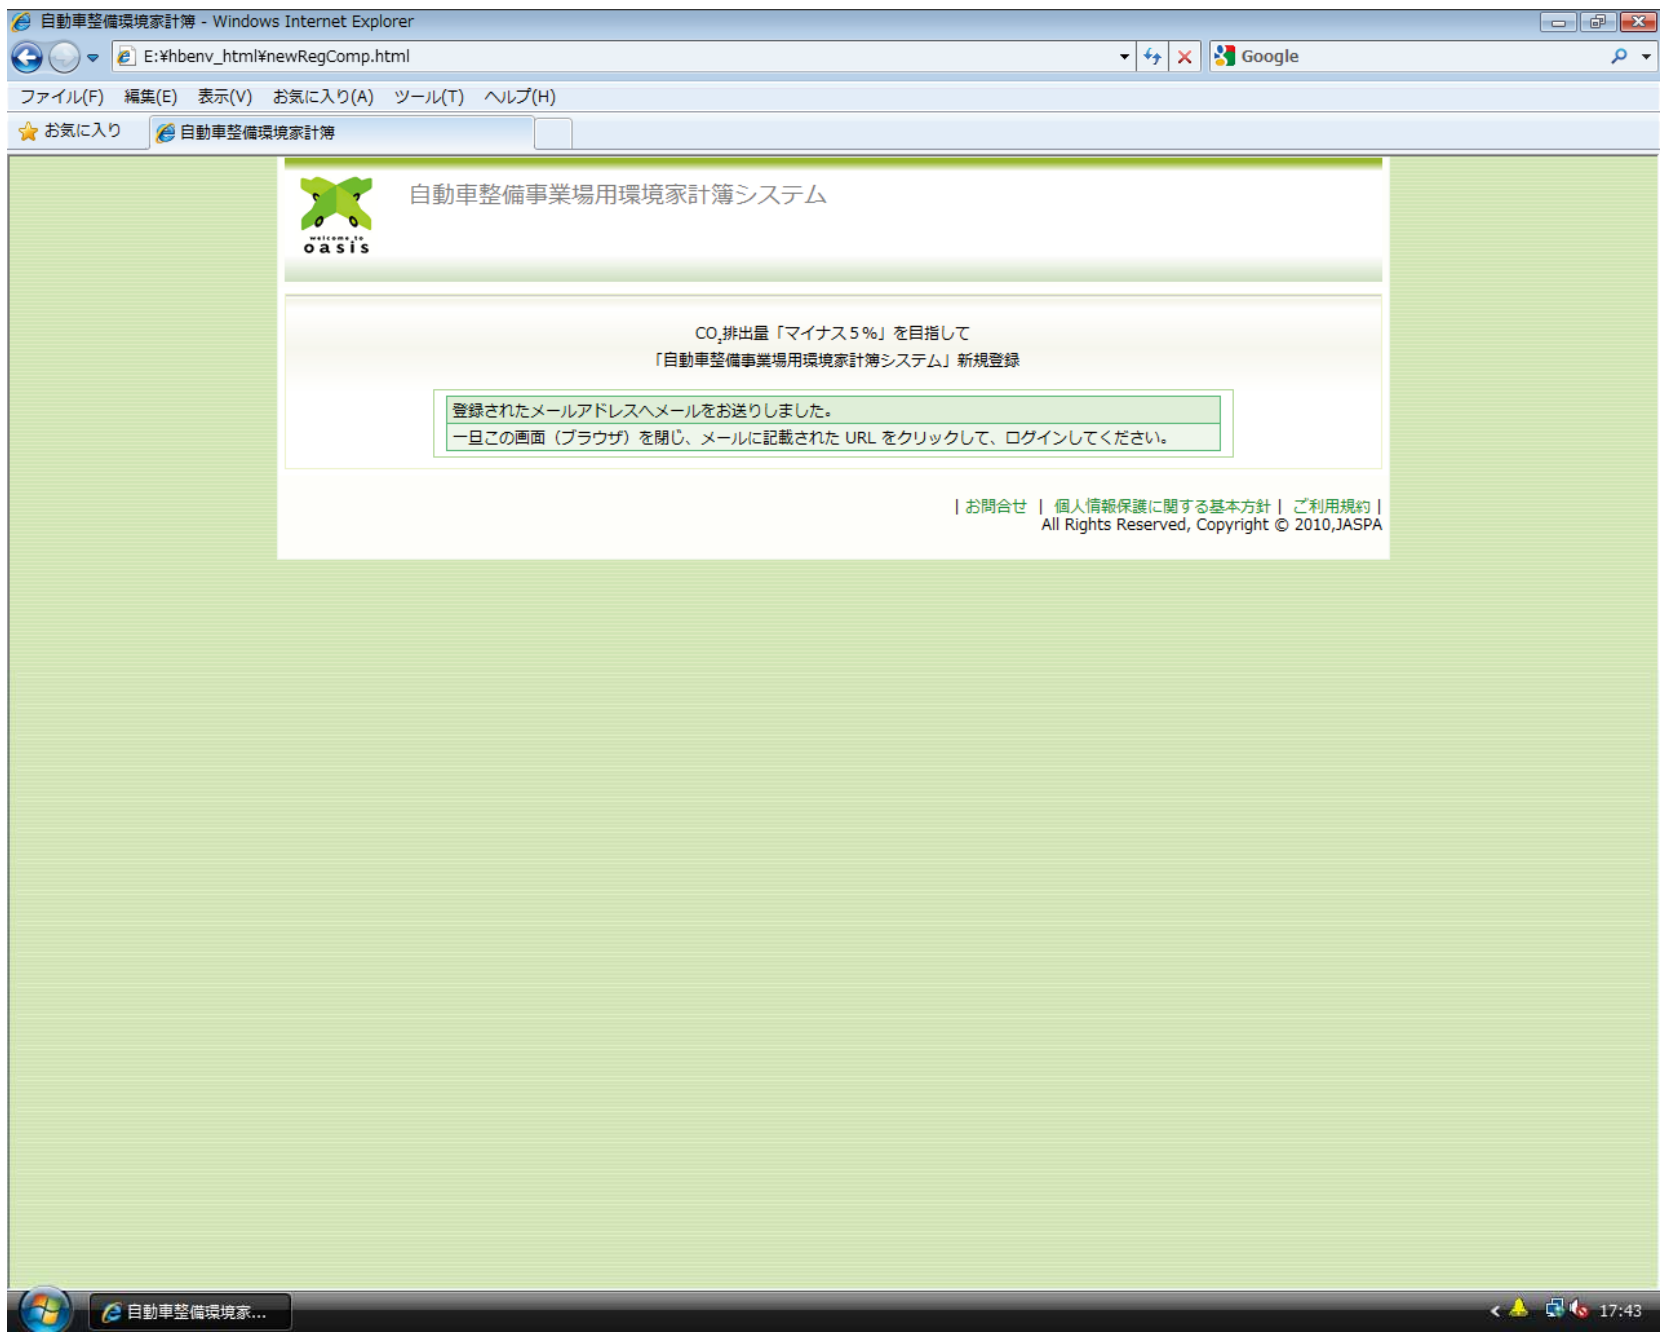 自動車整備環境家計簿 - Windows Internet Explorer
E:¥hbenv_html¥newRegComp.html
Google
ファイル(F) 編集(E) 表示(V) お気に入り(A) ツール(T) ヘルプ(H)
お気に入り 自動車整備環境家計簿
自動車整備事業場用環境家計簿システム
welcome to
oasis
CO₂排出量「マイナス5%」を目指して
「自動車整備事業場用環境家計簿システム」新規登録
登録されたメールアドレスへメールをお送りしました。
一旦この画面（ブラウザ）を閉じ、メールに記載された URL をクリックして、ログインしてください。
| お問合せ | 個人情報保護に関する基本方針 | ご利用規約 |
All Rights Reserved, Copyright © 2010,JASPA
自動車整備環境家... 17:43